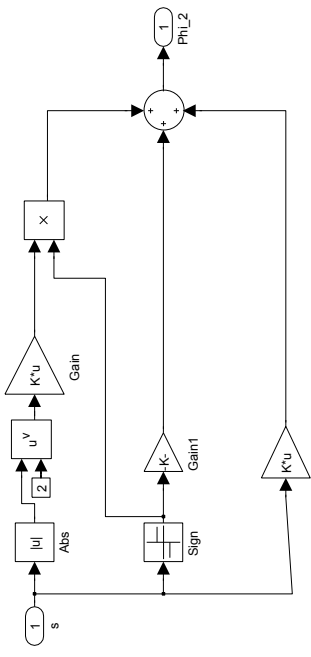 1
s
|u|
Abs
2
u^v
K*u
Gain
×
Sign
-K-
Gain1
K*u
+
+
+
1
Phi_2